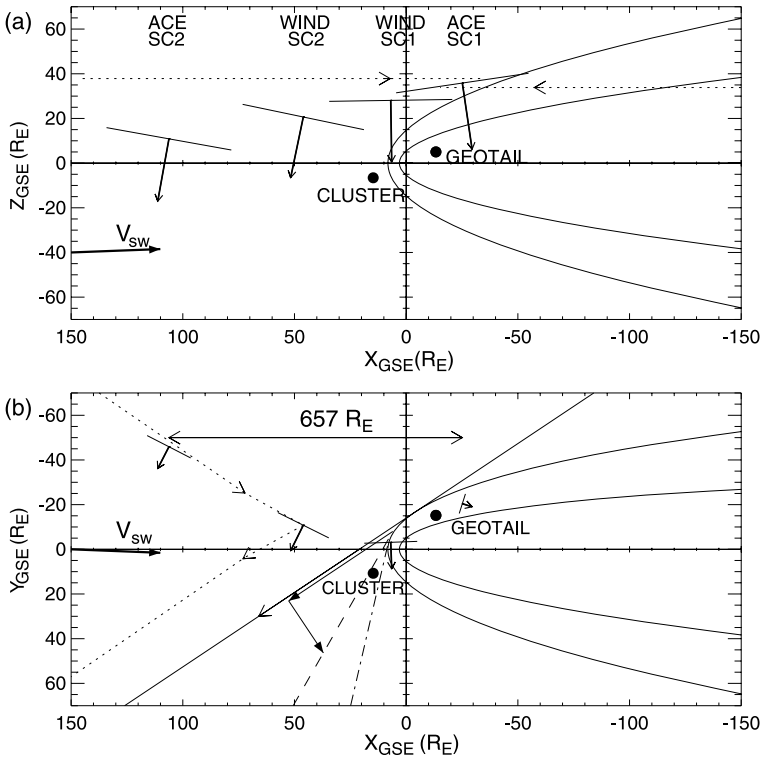 (a)
ACE WIND WIND ACE
SC2 SC2 SC1 SC1
60
40
20
0
-20
-40
-60
Z_GSE (R_E)
GEOTAIL
CLUSTER
V_sw
150 100 50 0 -50 -100 -150
X_GSE(R_E)
(b)
-60
-40
-20
0
20
40
60
Y_GSE (R_E)
657 R_E
GEOTAIL
V_sw
CLUSTER
150 100 50 0 -50 -100 -150
X_GSE (R_E)